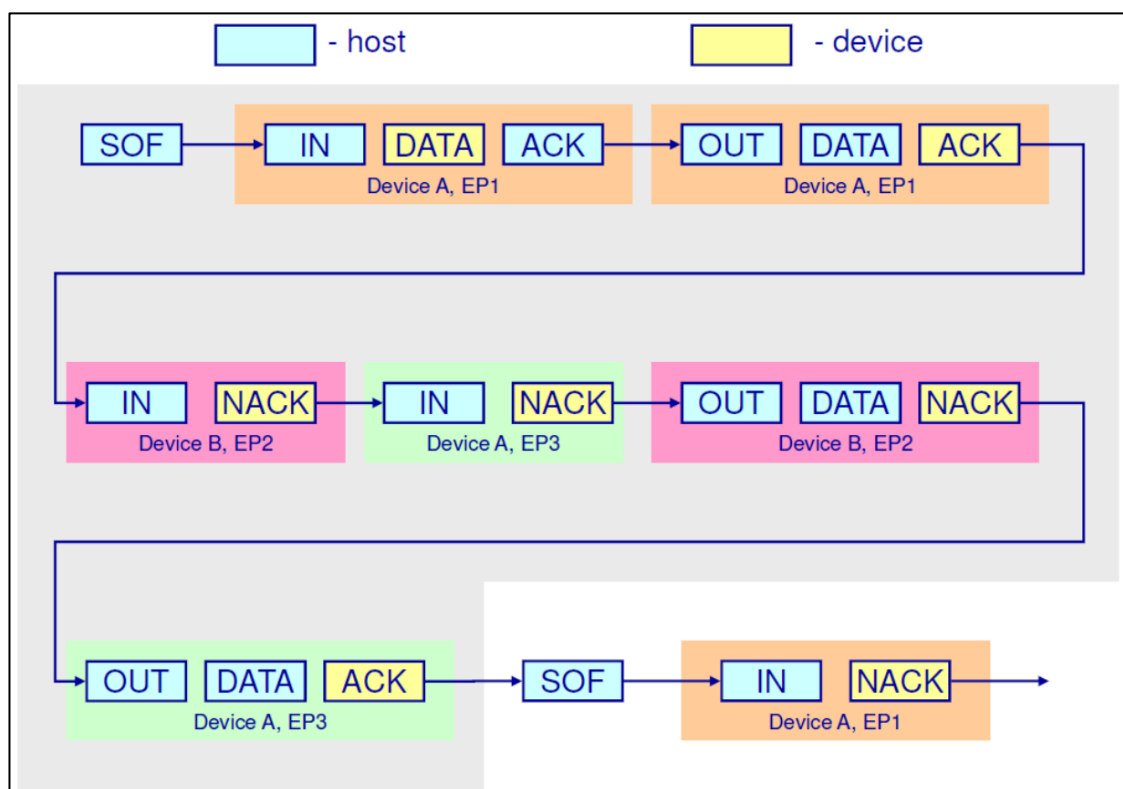 - host - device
SOF IN DATA ACK OUT DATA ACK
Device A, EP1 Device A, EP1
IN NACK IN NACK OUT DATA NACK
Device B, EP2 Device A, EP3 Device B, EP2
OUT DATA ACK SOF IN NACK
Device A, EP3 Device A, EP1